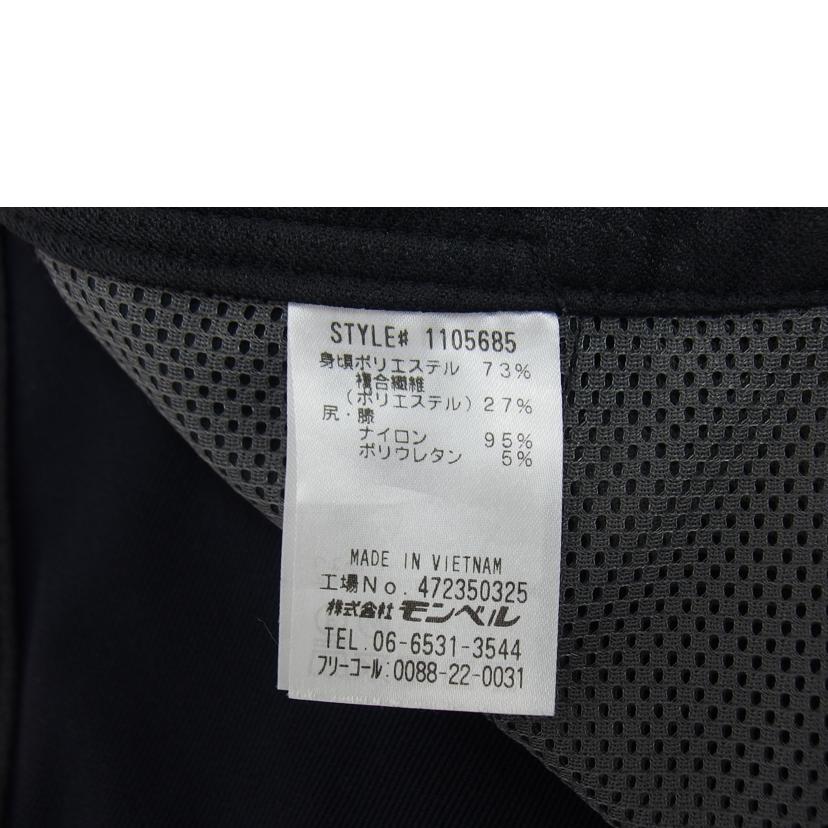 STYLE# 1105685
身頃ポリエステル 73%
複合繊維
(ポリエステル) 27%
尻・膝
ナイロン 95%
ポリウレタン 5%
MADE IN VIETNAM
工場No. 472350325
株式会社モンベル
TEL.06-6531-3544
フリーコール:0088-22-0031